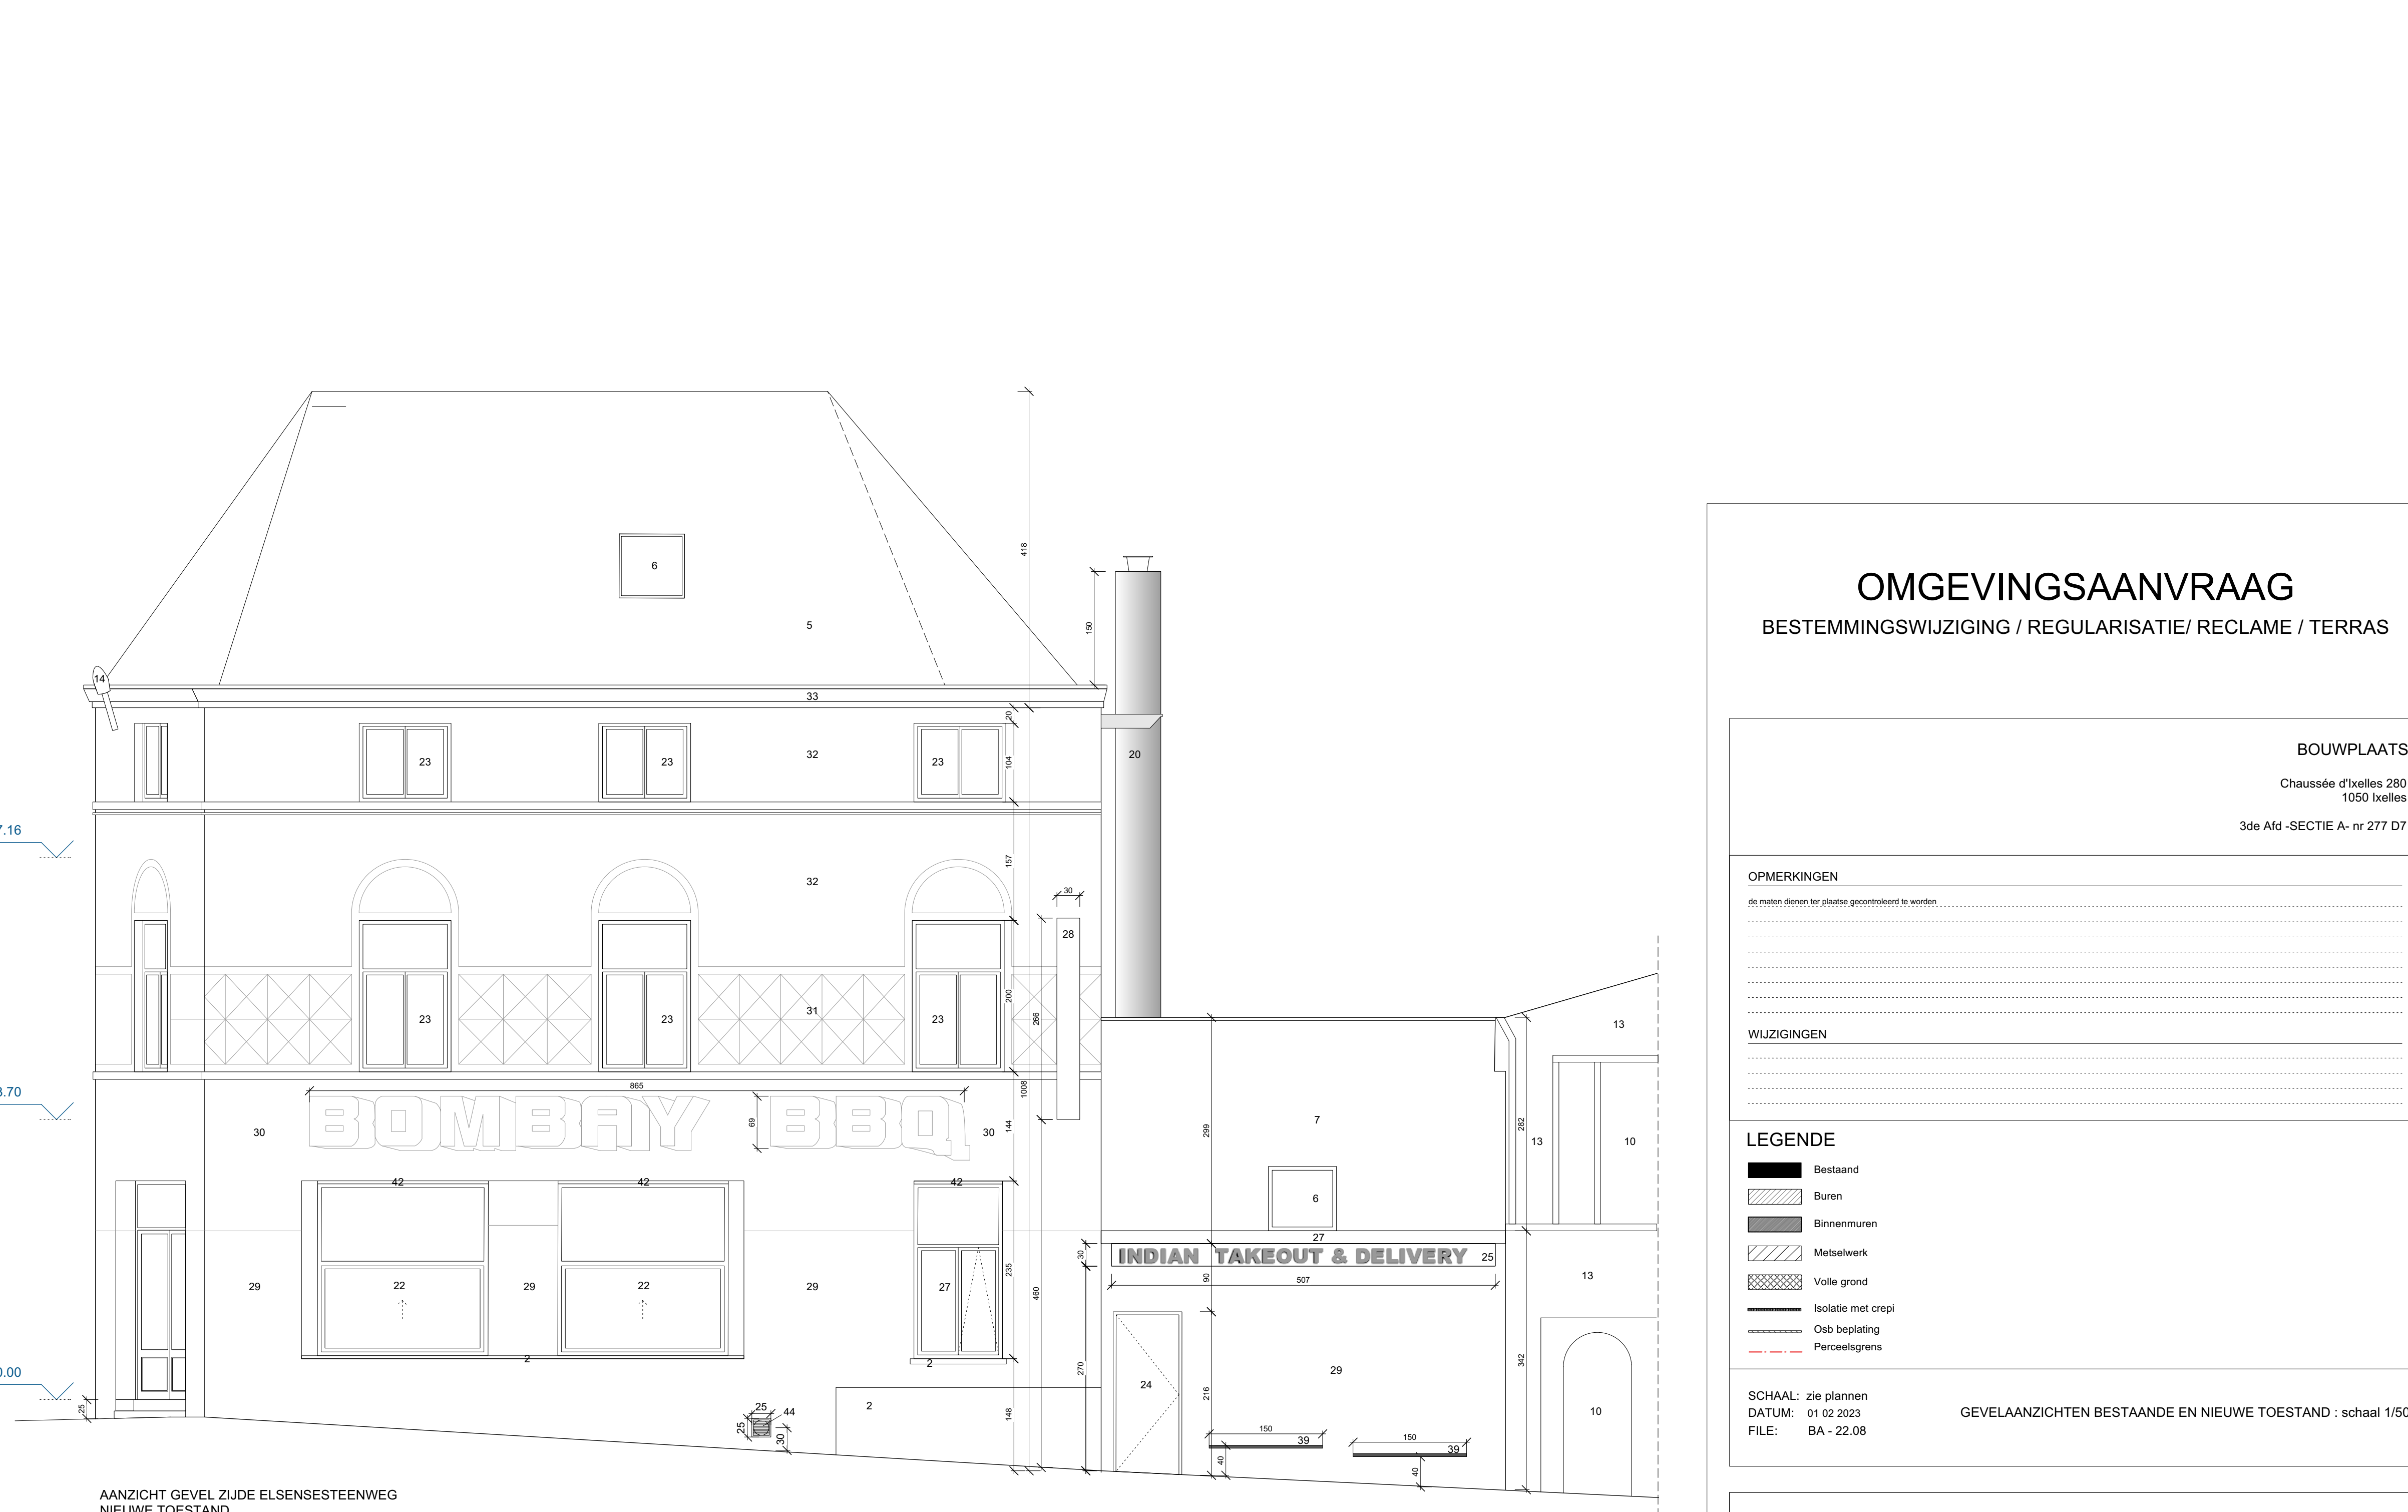 418
6
150
5
14
33
20
20
32
23
23
23
104
7.16
157
32
30
28
200
31
266
23
23
23
13
865
1008
3.70
69
144
30
30
299
7
282
13
10
42
42
42
6
27
INDIAN TAKEOUT & DELIVERY
25
30
BOMBAY BBQ
29
22
29
22
29
27
235
460
90
507
13
2
2
0.00
270
24
216
29
342
10
25
25
44
25
30
2
148
150
39
150
39
40
40
AANZICHT GEVEL ZIJDE ELSENSESTEENWEG
NIEUWE TOESTAND
OMGEVINGSAANVRAAG
BESTEMMINGSWIJZIGING / REGULARISATIE/ RECLAME / TERRAS
BOUWPLAATS
Chaussée d'Ixelles 280
1050 Ixelles
3de Afd -SECTIE A- nr 277 D7
OPMERKINGEN
de maten dienen ter plaatse gecontroleerd te worden
WIJZIGINGEN
LEGENDE
Bestaand
Buren
Binnenmuren
Metselwerk
Volle grond
Isolatie met crepi
Osb beplating
Perceelsgrens
SCHAAL: zie plannen
DATUM: 01 02 2023
FILE: BA - 22.08
GEVELAANZICHTEN BESTAANDE EN NIEUWE TOESTAND : schaal 1/50